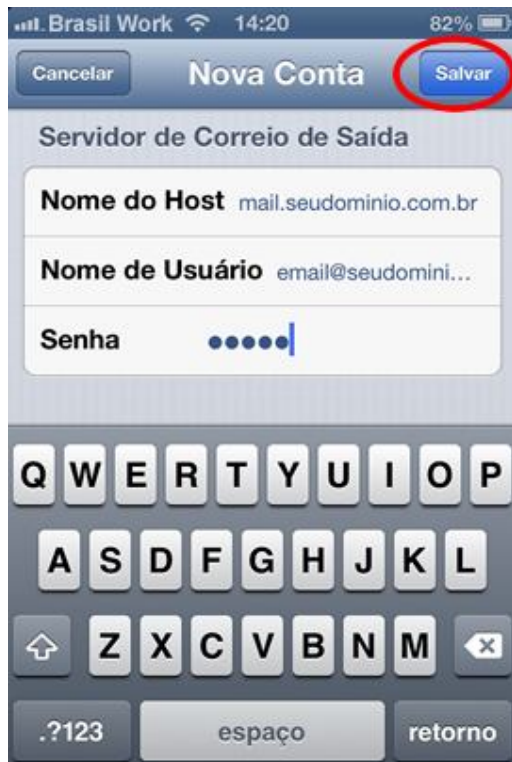 Brasil Work 14:20 82%
Cancelar Nova Conta Salvar
Servidor de Correio de Saída
Nome do Host mail.seudominio.com.br
Nome de Usuário email@seudomini...
Senha •••••
Q W E R T Y U I O P
A S D F G H J K L
Z X C V B N M
.?123 espaço retorno